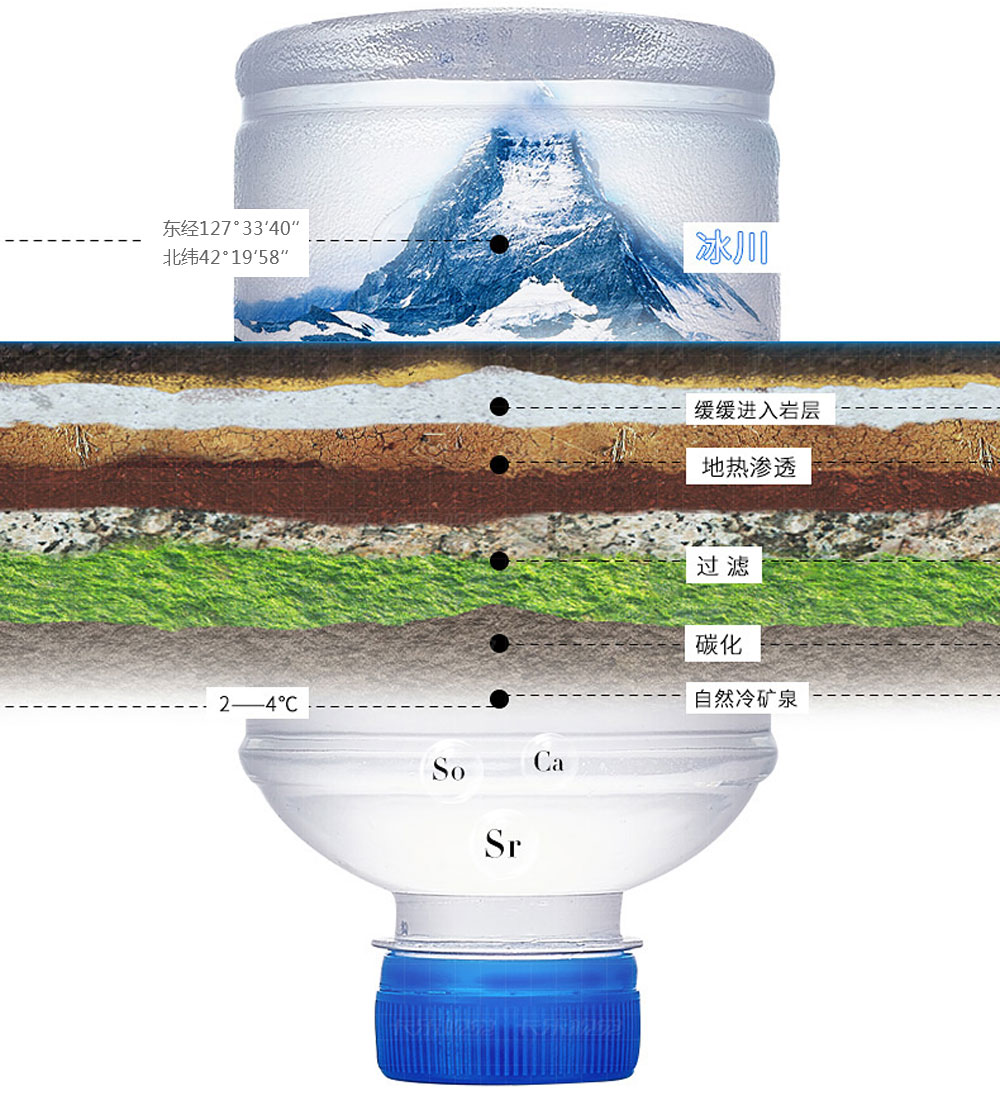 东经127°33′40″
北纬42°19′58″
冰川
缓缓进入岩层
地热渗透
过 滤
碳化
2——4℃
自然冷矿泉
So
Ca
Sr